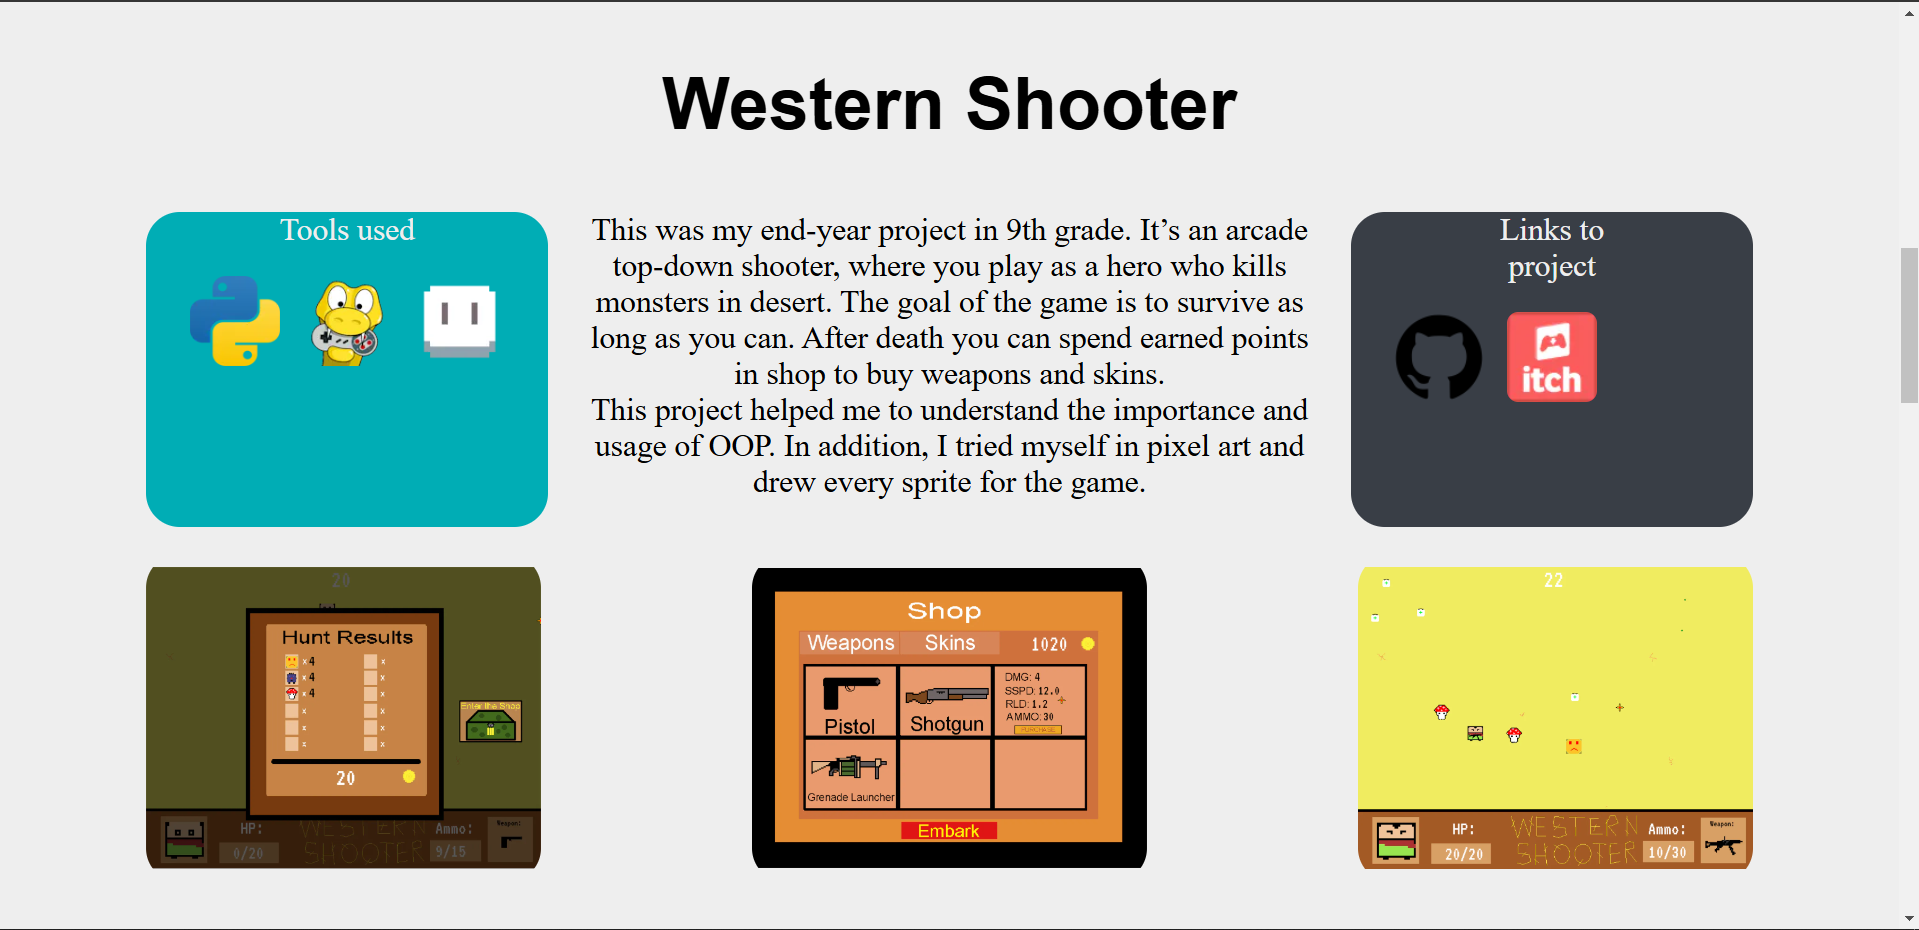 Western Shooter
Tools used
This was my end-year project in 9th grade. It’s an arcade
top-down shooter, where you play as a hero who kills
monsters in desert. The goal of the game is to survive as
long as you can. After death you can spend earned points
in shop to buy weapons and skins.
This project helped me to understand the importance and
usage of OOP. In addition, I tried myself in pixel art and
drew every sprite for the game.
Links to
project
itch
20
Hunt Results
x 4
x
x 4
x
x 4
x
x
x
x
x
x
x
20
Enter the Shop
HP:
0/20
WESTERN
SHOOTER
Ammo:
9/15
Weapon:
Shop
Weapons
Skins
1020
Pistol
Shotgun
DMG: 4
SSPD: 12.0
RLD: 1.2
AMMO: 30
PURCHASE
Grenade Launcher
Embark
22
HP:
20/20
WESTERN
SHOOTER
Ammo:
10/30
Weapon: